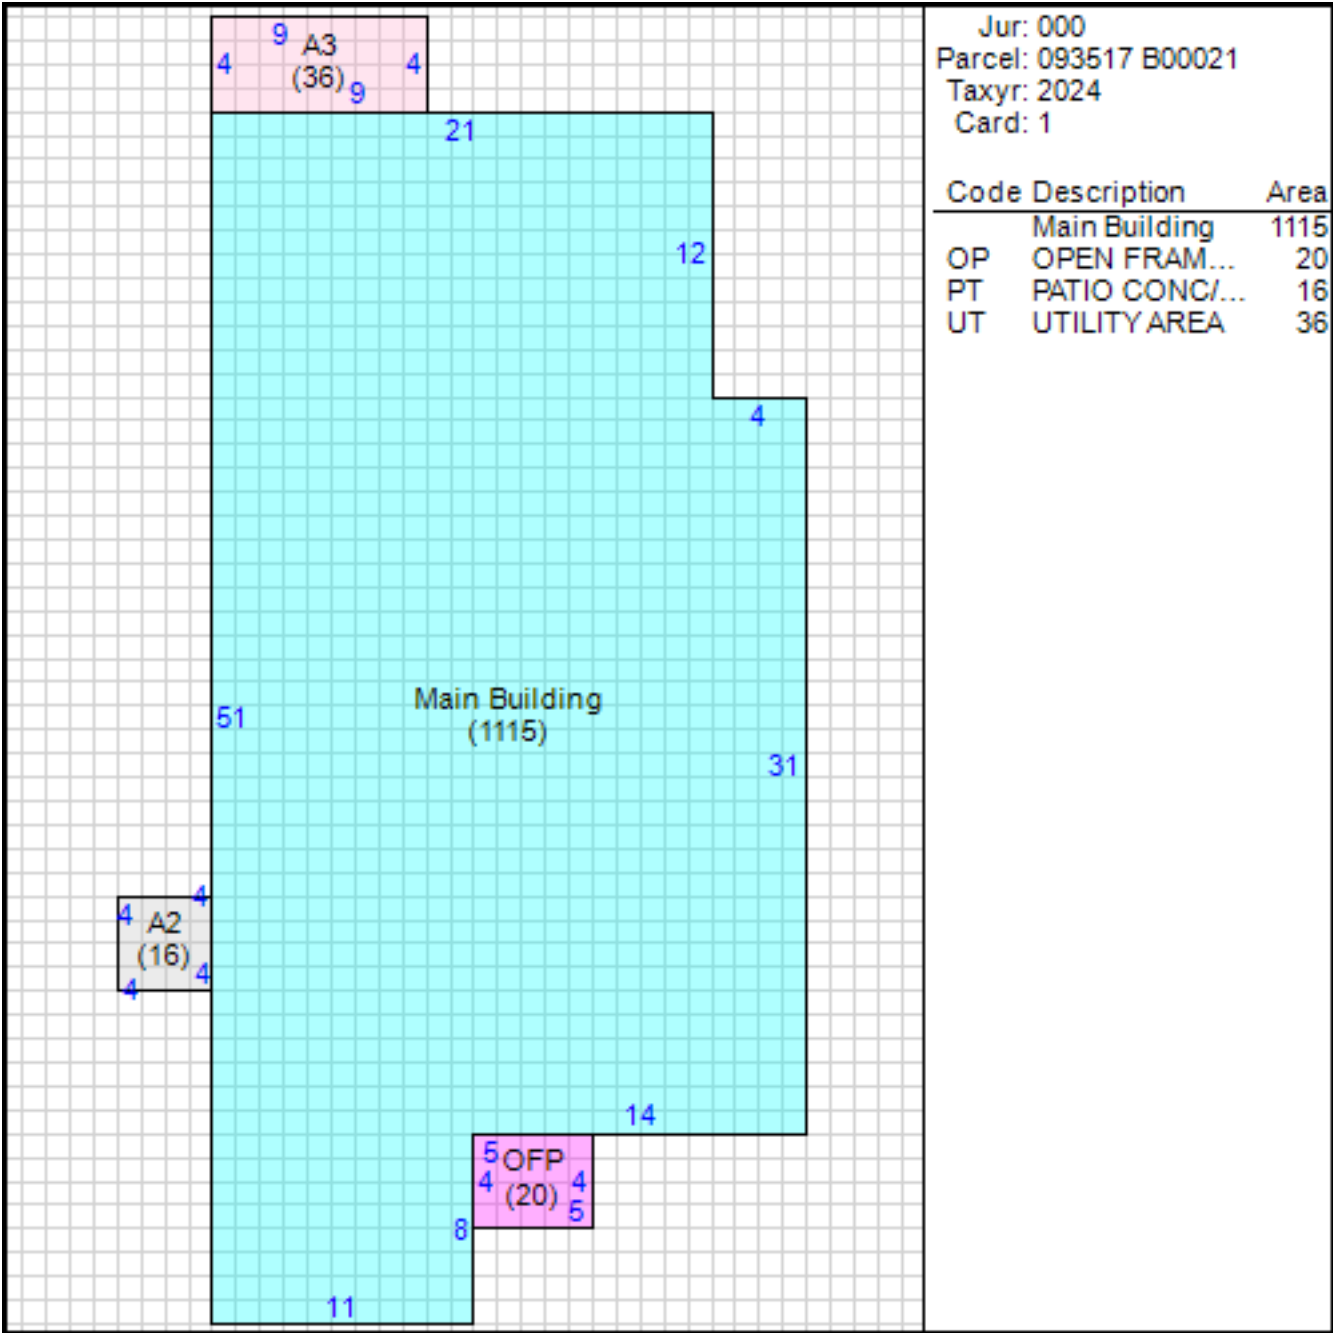 9
A3
4
4
(36)
9
21
12
4
Main Building
(1115)
51
31
4
4
A2
(16)
4
4
14
5
OFP
4
4
(20)
5
8
11
Jur: 000
Parcel: 093517 B00021
Taxyr: 2024
Card: 1
Code Description Area
Main Building 1115
OP OPEN FRAM... 20
PT PATIO CONC/... 16
UT UTILITY AREA 36